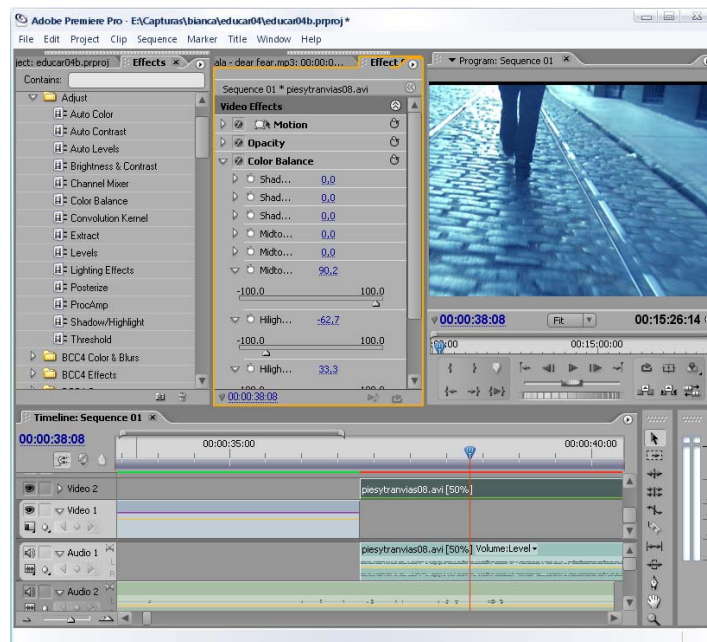 Adobe Premiere Pro - E:\Capturas\bianca\educar04\educar04b.prproj *
File Edit Project Clip Sequence Marker Title Window Help
ject: educar04b.prproj
Effects
Contains:
Adjust
Auto Color
Auto Contrast
Auto Levels
Brightness & Contrast
Channel Mixer
Color Balance
Convolution Kernel
Extract
Levels
Lighting Effects
Posterize
ProcAmp
Shadow/Highlight
Threshold
BCC4 Color & Blurs
BCC4 Effects
ala - dear fear.mp3: 00:00:0...
Effect
Sequence 01 * piesytranvias08.avi
Video Effects
Motion
Opacity
Color Balance
Shad... 0,0
Shad... 0,0
Shad... 0,0
Midto... 0,0
Midto... 0,0
Midto... 90,2
-100.0 100.0
Hiligh... -62,7
-100.0 100.0
Hiligh... 33,3
00:00:38:08
Program: Sequence 01
00:00:38:08 Fit 00:15:26:14
00:15:00:00
Timeline: Sequence 01
00:00:38:08
00:00:35:00 00:00:40:00
Video 2
piesytranvias08.avi [50%]
Video 1
Audio 1
piesytranvias08.avi [50%] Volume:Level
Audio 2